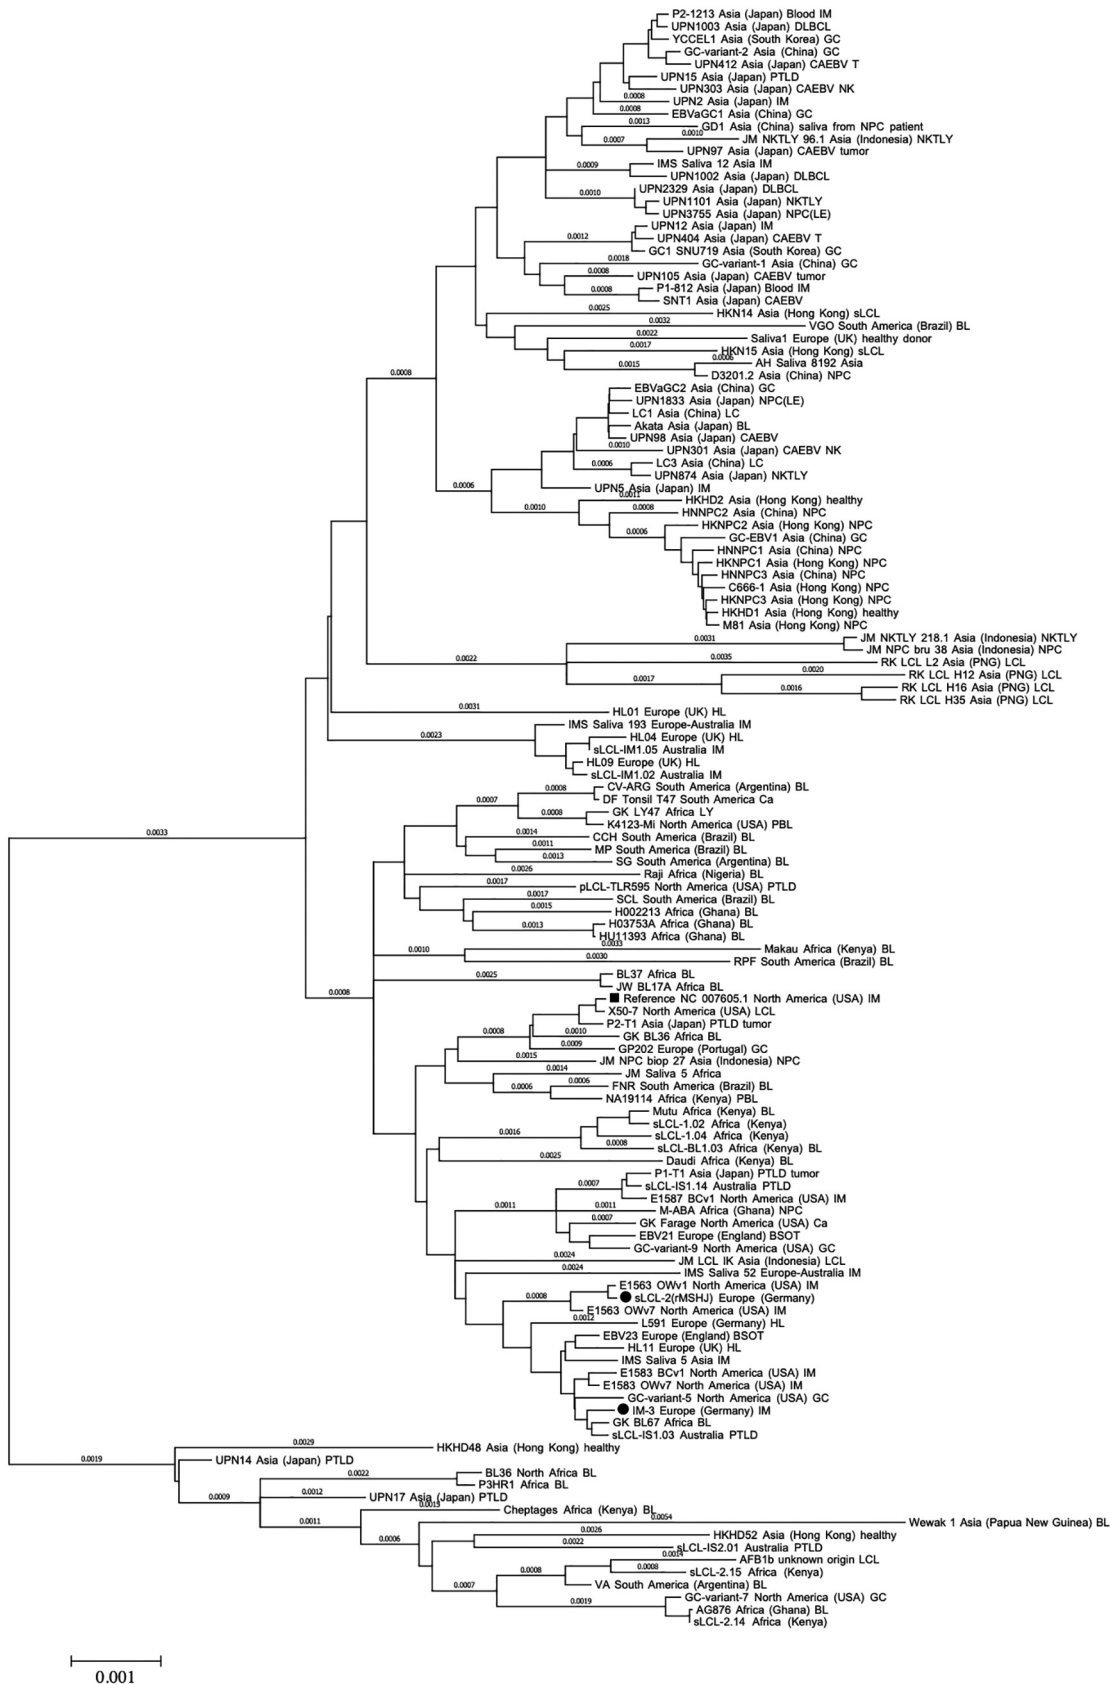 P2-1213 Asia (Japan) Blood IM
UPN1003 Asia (Japan) DLBCL
YCCEL1 Asia (South Korea) GC
GC-variant-2 Asia (China) GC
UPN412 Asia (Japan) CAEBV T
UPN15 Asia (Japan) PTLD
UPN303 Asia (Japan) CAEBV NK
0.0008 UPN2 Asia (Japan) IM
0.0008 EBVaGC1 Asia (China) GC
0.0013 GD1 Asia (China) saliva from NPC patient
0.0007 0.0010 JM NKTLY 96.1 Asia (Indonesia) NKTLY
UPN97 Asia (Japan) CAEBV tumor
0.0009 IMS Saliva 12 Asia IM
UPN1002 Asia (Japan) DLBCL
UPN2329 Asia (Japan) DLBCL
0.0010 UPN1101 Asia (Japan) NKTLY
UPN3755 Asia (Japan) NPC(LE)
UPN12 Asia (Japan) IM
0.0012 UPN404 Asia (Japan) CAEBV T
GC1 SNU719 Asia (South Korea) GC
0.0018 GC-variant-1 Asia (China) GC
0.0008 UPN105 Asia (Japan) CAEBV tumor
0.0008 P1-812 Asia (Japan) Blood IM
SNT1 Asia (Japan) CAEBV
0.0025 HKN14 Asia (Hong Kong) sLCL
0.0032 VGO South America (Brazil) BL
0.0022 Saliva1 Europe (UK) healthy donor
0.0017 HKN15 Asia (Hong Kong) sLCL
0.0015 0.0006 AH Saliva 8192 Asia
D3201.2 Asia (China) NPC
0.0008
EBVaGC2 Asia (China) GC
UPN1833 Asia (Japan) NPC(LE)
LC1 Asia (China) LC
Akata Asia (Japan) BL
UPN98 Asia (Japan) CAEBV
0.0010 UPN301 Asia (Japan) CAEBV NK
0.0006 LC3 Asia (China) LC
UPN874 Asia (Japan) NKTLY
0.0006 UPN5 Asia (Japan) IM
0.0011 HKHD2 Asia (Hong Kong) healthy
0.0010 0.0008 HNNPC2 Asia (China) NPC
HKNPC2 Asia (Hong Kong) NPC
0.0006 GC-EBV1 Asia (China) GC
HNNPC1 Asia (China) NPC
HKNPC1 Asia (Hong Kong) NPC
HNNPC3 Asia (China) NPC
C666-1 Asia (Hong Kong) NPC
HKNPC3 Asia (Hong Kong) NPC
HKHD1 Asia (Hong Kong) healthy
M81 Asia (Hong Kong) NPC
0.0031 JM NKTLY 218.1 Asia (Indonesia) NKTLY
JM NPC bru 38 Asia (Indonesia) NPC
0.0022 0.0035 RK LCL L2 Asia (PNG) LCL
0.0020 RK LCL H12 Asia (PNG) LCL
0.0017 0.0016 RK LCL H16 Asia (PNG) LCL
RK LCL H35 Asia (PNG) LCL
0.0031 HL01 Europe (UK) HL
IMS Saliva 193 Europe-Australia IM
0.0023 HL04 Europe (UK) HL
sLCL-IM1.05 Australia IM
HL09 Europe (UK) HL
sLCL-IM1.02 Australia IM
0.0008 CV-ARG South America (Argentina) BL
0.0007 DF Tonsil T47 South America Ca
0.0008 GK LY47 Africa LY
K4123-Mi North America (USA) PBL
0.0033 0.0014 CCH South America (Brazil) BL
0.0011 MP South America (Brazil) BL
0.0013 SG South America (Argentina) BL
0.0026 Raji Africa (Nigeria) BL
0.0017 pLCL-TLR595 North America (USA) PTLD
0.0017 SCL South America (Brazil) BL
0.0015 H002213 Africa (Ghana) BL
0.0013 H03753A Africa (Ghana) BL
HU11393 Africa (Ghana) BL
0.0010 0.0033 Makau Africa (Kenya) BL
0.0030 RPF South America (Brazil) BL
0.0025 BL37 Africa BL
JW BL17A Africa BL
0.0008 Reference NC 007605.1 North America (USA) IM
X50-7 North America (USA) LCL
P2-T1 Asia (Japan) PTLD tumor
0.0008 0.0010 GK BL36 Africa BL
0.0009 GP202 Europe (Portugal) GC
0.0015 JM NPC biop 27 Asia (Indonesia) NPC
0.0014 JM Saliva 5 Africa
0.0006 0.0006 FNR South America (Brazil) BL
NA19114 Africa (Kenya) PBL
Mutu Africa (Kenya) BL
sLCL-1.02 Africa (Kenya)
0.0016 sLCL-1.04 Africa (Kenya)
0.0008 sLCL-BL1.03 Africa (Kenya) BL
0.0025 Daudi Africa (Kenya) BL
P1-T1 Asia (Japan) PTLD tumor
0.0007 sLCL-IS1.14 Australia PTLD
E1587 BCv1 North America (USA) IM
0.0011 0.0011 M-ABA Africa (Ghana) NPC
0.0007 GK Farage North America (USA) Ca
EBV21 Europe (England) BSOT
GC-variant-9 North America (USA) GC
0.0024 JM LCL IK Asia (Indonesia) LCL
0.0024 IMS Saliva 52 Europe-Australia IM
E1563 OWv1 North America (USA) IM
0.0008 sLCL-2(rMSHJ) Europe (Germany)
E1563 OWv7 North America (USA) IM
0.0012 L591 Europe (Germany) HL
EBV23 Europe (England) BSOT
HL11 Europe (UK) HL
IMS Saliva 5 Asia IM
E1583 BCv1 North America (USA) IM
E1583 OWv7 North America (USA) IM
GC-variant-5 North America (USA) GC
IM-3 Europe (Germany) IM
GK BL67 Africa BL
sLCL-IS1.03 Australia PTLD
0.0029 HKHD48 Asia (Hong Kong) healthy
0.0019 UPN14 Asia (Japan) PTLD
0.0022 BL36 North Africa BL
P3HR1 Africa BL
0.0009 0.0012 UPN17 Asia (Japan) PTLD
0.0015 Cheptages Africa (Kenya) BL
0.0011 0.0054 Wewak 1 Asia (Papua New Guinea) BL
0.0006 0.0026 HKHD52 Asia (Hong Kong) healthy
0.0022 sLCL-IS2.01 Australia PTLD
0.0014 AFB1b unknown origin LCL
0.0008 0.0008 sLCL-2.15 Africa (Kenya)
0.0007 VA South America (Argentina) BL
GC-variant-7 North America (USA) GC
0.0019 AG876 Africa (Ghana) BL
sLCL-2.14 Africa (Kenya)
0.001